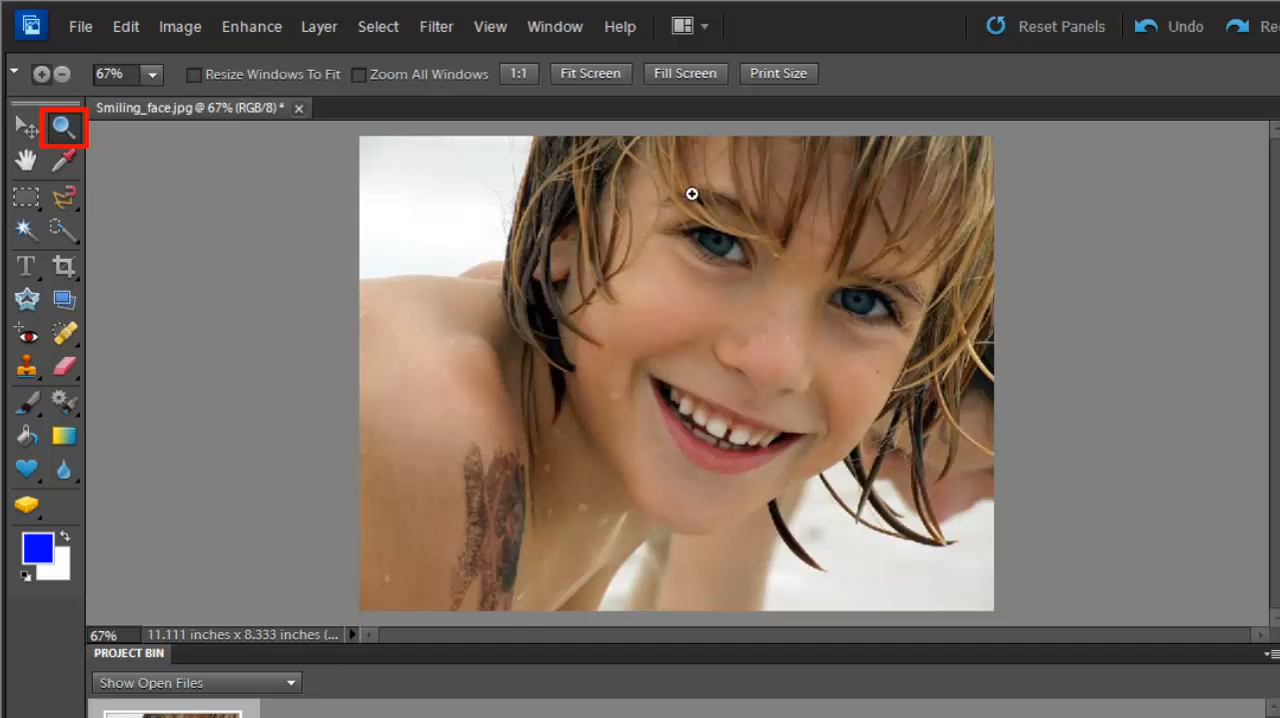 File Edit Image Enhance Layer Select Filter View Window Help Reset Panels Undo
67% Resize Windows To Fit Zoom All Windows 1:1 Fit Screen Fill Screen Print Size
Smiling_face.jpg @ 67% (RGB/8) *
T
67% 11.111 inches x 8.333 inches (...
PROJECT BIN
Show Open Files